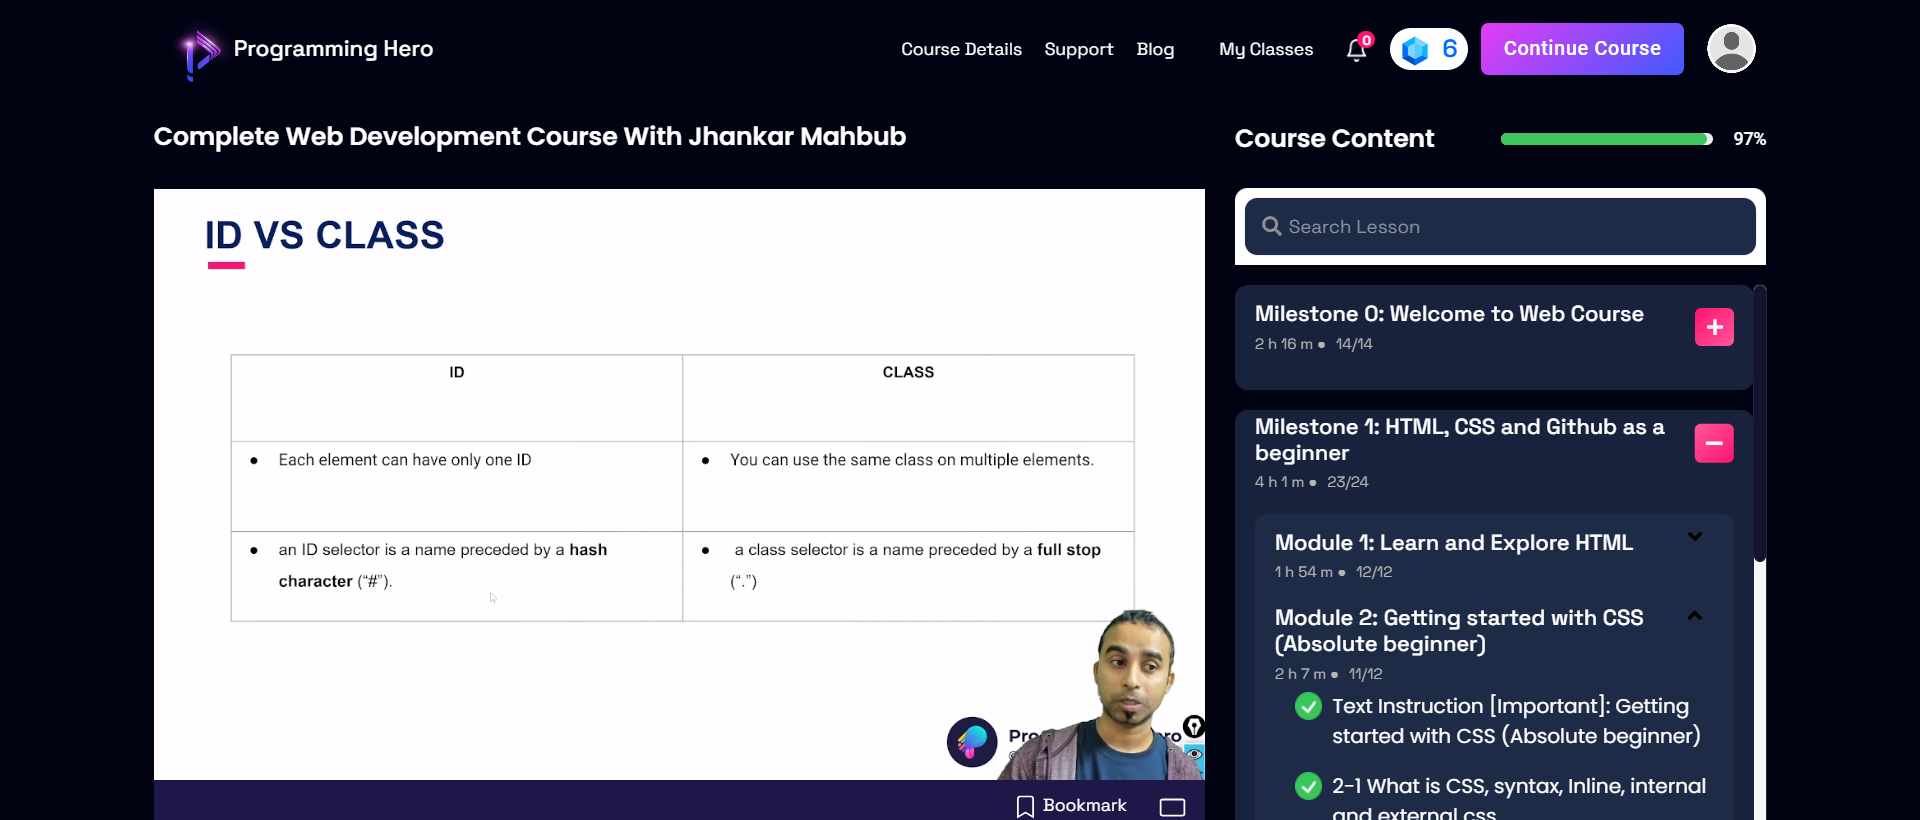 Programming Hero
Course Details
Support
Blog
My Classes
0
6
Continue Course
Complete Web Development Course With Jhankar Mahbub
ID VS CLASS
ID
CLASS
● Each element can have only one ID
● You can use the same class on multiple elements.
● an ID selector is a name preceded by a hash
character (“#”).
● a class selector is a name preceded by a full stop
(“.”)
Bookmark
Course Content
97%
Search Lesson
Milestone 0: Welcome to Web Course
2 h 16 m ● 14/14
Milestone 1: HTML, CSS and Github as a
beginner
4 h 1 m ● 23/24
Module 1: Learn and Explore HTML
1 h 54 m ● 12/12
Module 2: Getting started with CSS
(Absolute beginner)
2 h 7 m ● 11/12
Text Instruction [Important]: Getting
started with CSS (Absolute beginner)
2-1 What is CSS, syntax, Inline, internal
and external css